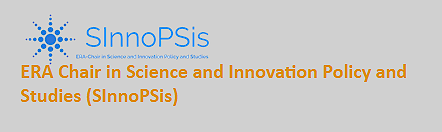 SInnoPSis
ERA-Chair in Science and Innovation Policy and Studies
ERA Chair in Science and Innovation Policy and
Studies (SInnoPSis)